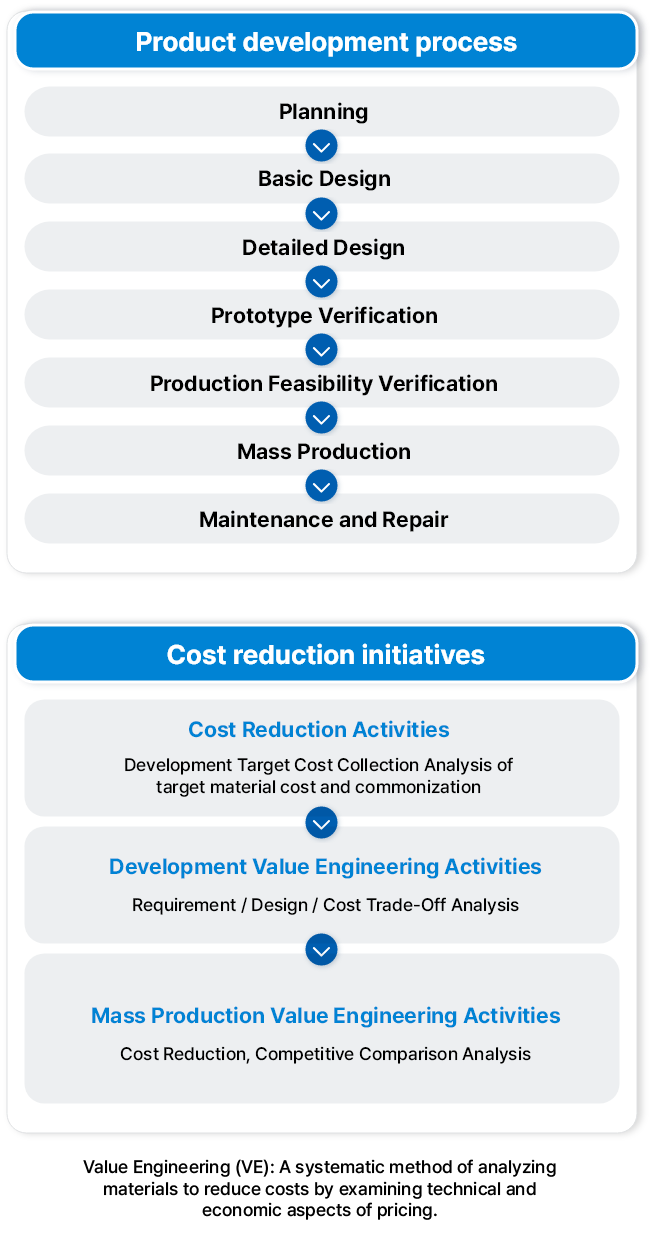 Product development process
Planning
Basic Design
Detailed Design
Prototype Verification
Production Feasibility Verification
Mass Production
Maintenance and Repair
Cost reduction initiatives
Cost Reduction Activities
Development Target Cost Collection Analysis of
target material cost and commonization
Development Value Engineering Activities
Requirement / Design / Cost Trade-Off Analysis
Mass Production Value Engineering Activities
Cost Reduction, Competitive Comparison Analysis
Value Engineering (VE): A systematic method of analyzing
materials to reduce costs by examining technical and
economic aspects of pricing.